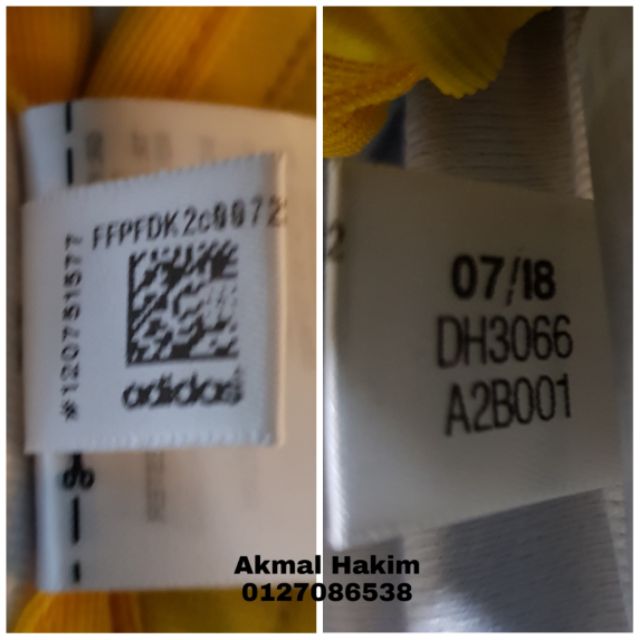 FFPFDK2c0072
#120751577
adidas
07/18
DH3066
A2B001
Akmal Hakim
0127086538